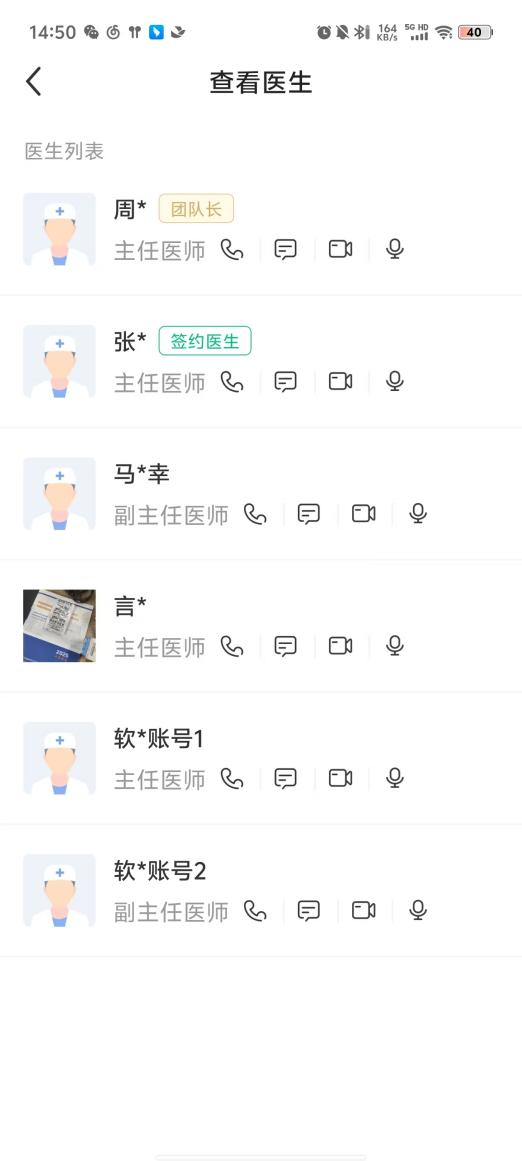 14:50 164 KB/s 5G HD 40
查看医生
医生列表
周* 团队长
主任医师
张* 签约医生
主任医师
马*幸
副主任医师
言*
主任医师
2025
软*账号1
主任医师
软*账号2
副主任医师